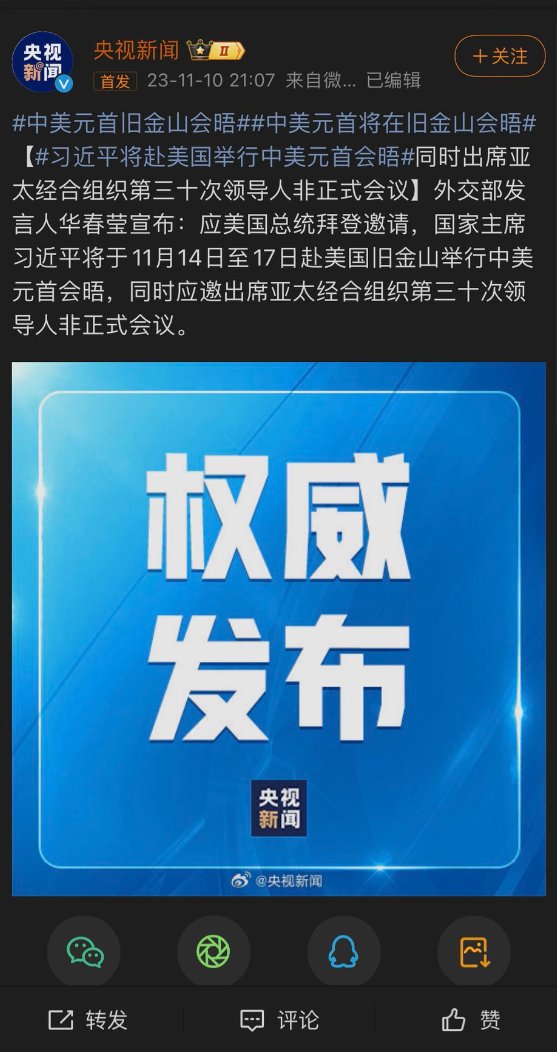 央视
新闻
央视新闻 II
+关注
首发 23-11-10 21:07 来自微... 已编辑
#中美元首旧金山会晤##中美元首将在旧金山会晤#
【#习近平将赴美国举行中美元首会晤#同时出席亚
太经合组织第三十次领导人非正式会议】外交部发
言人华春莹宣布：应美国总统拜登邀请，国家主席
习近平将于11月14日至17日赴美国旧金山举行中美
元首会晤，同时应邀出席亚太经合组织第三十次领
导人非正式会议。
权威
发布
央视
新闻
@央视新闻
转发 评论 赞